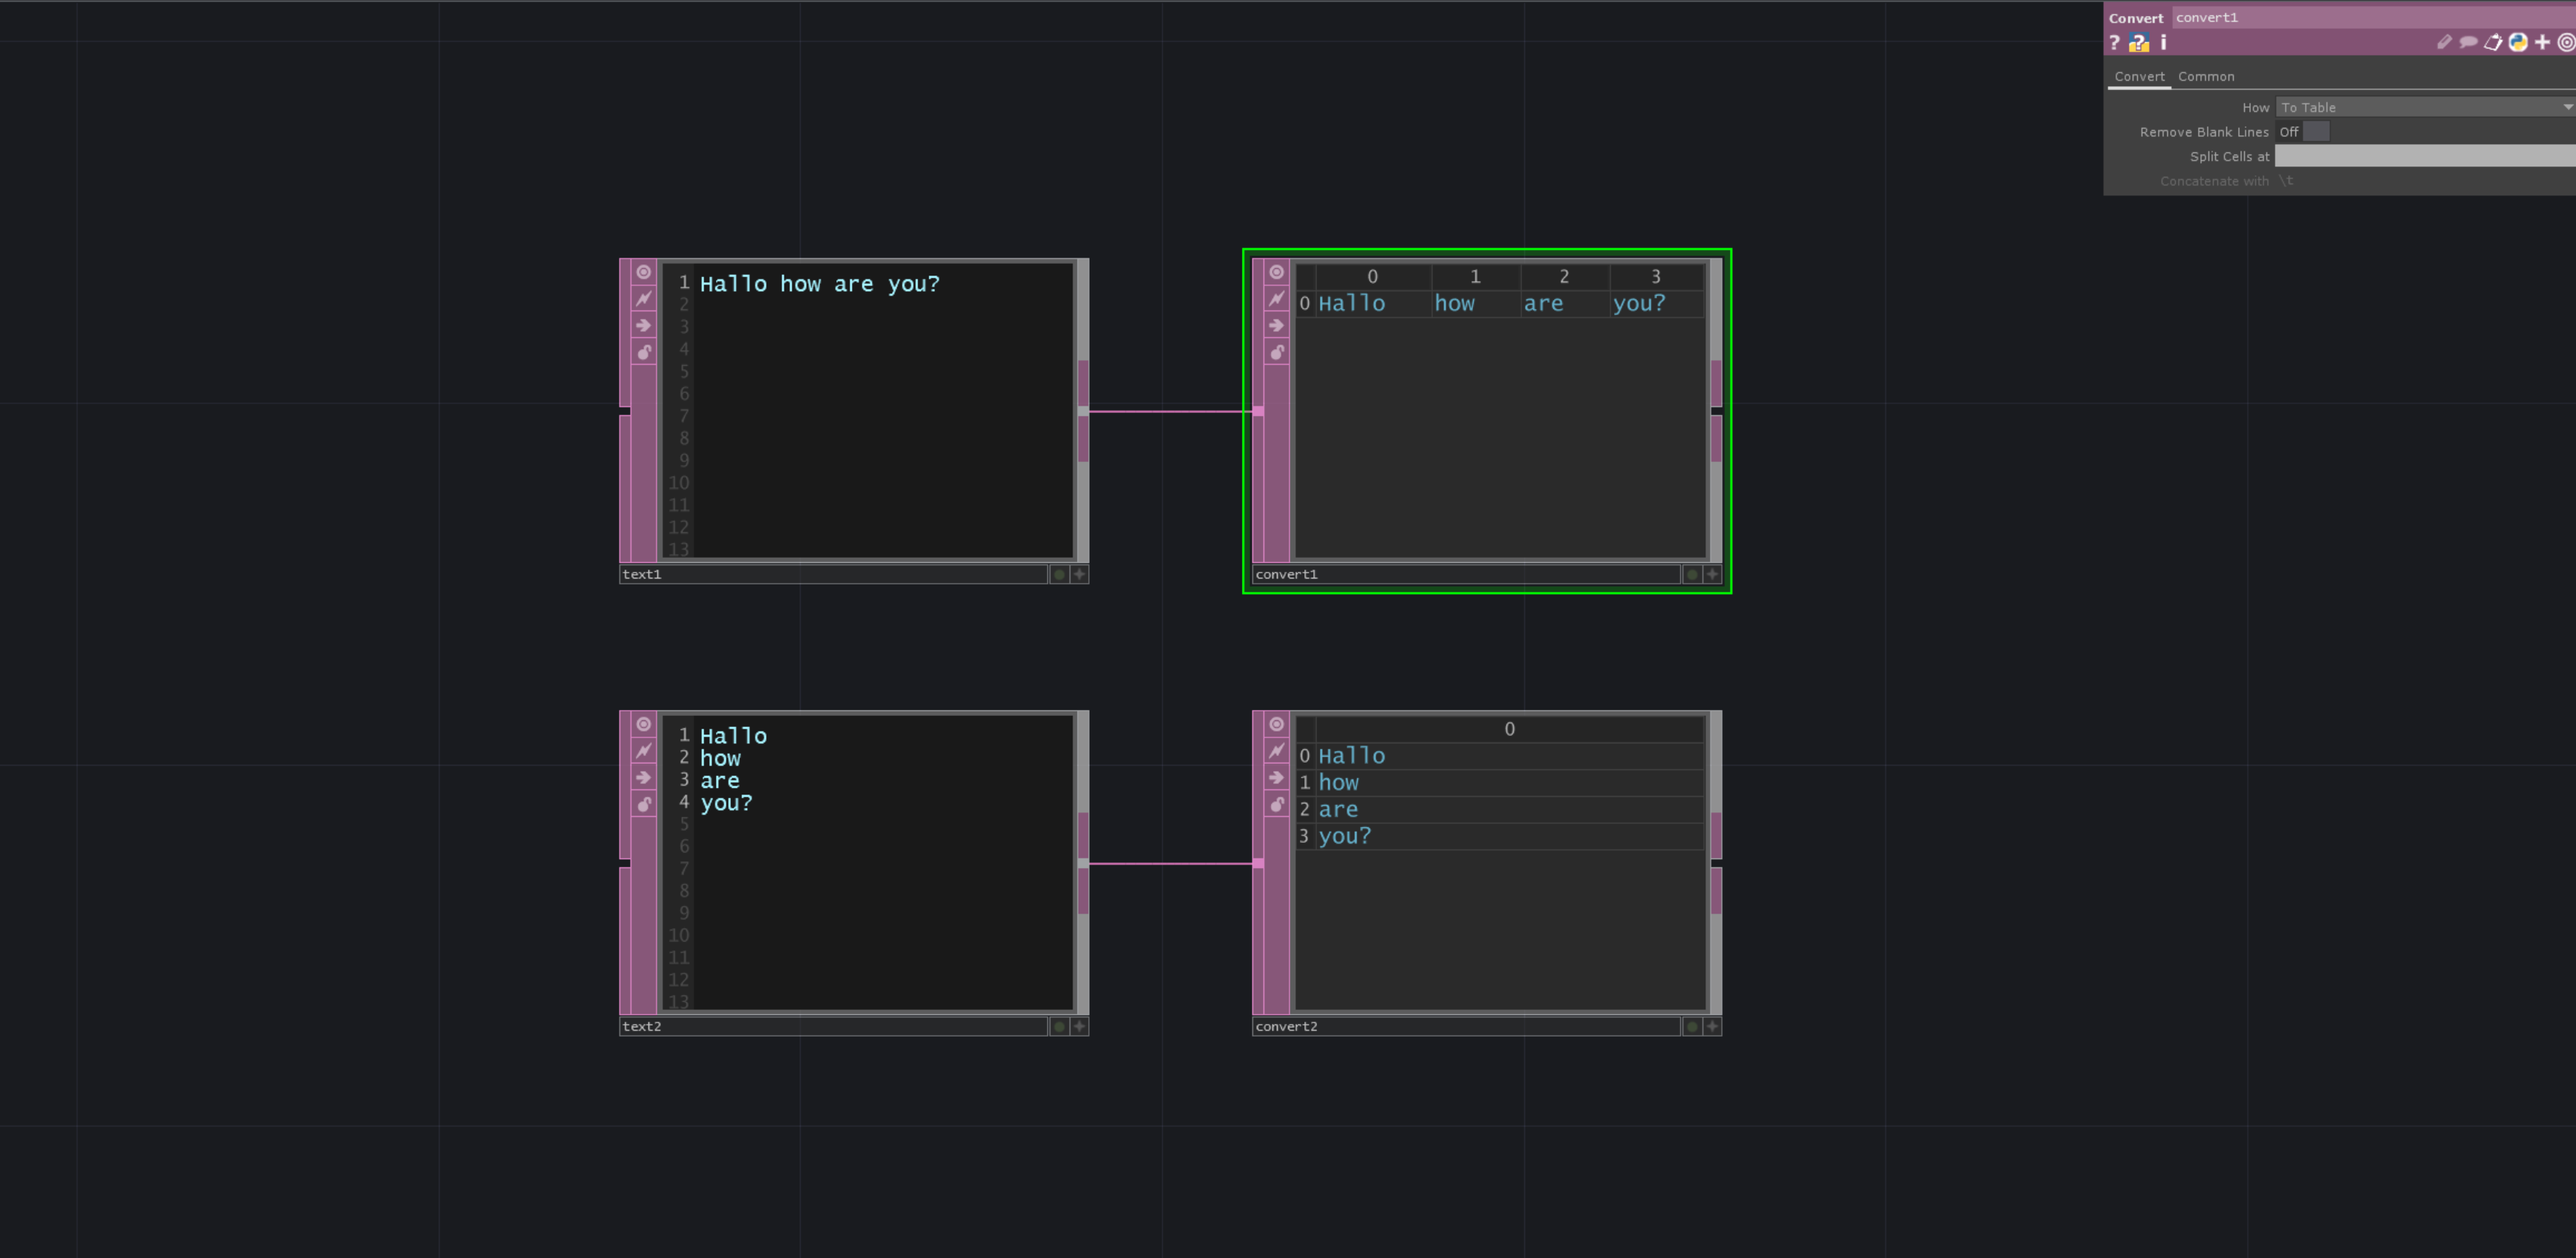 Convert convert1
? ? i
Convert Common
How To Table
Remove Blank Lines Off
Split Cells at
Concatenate with \t
1 Hallo how are you?
2
3
4
5
6
7
8
9
10
11
12
13
text1
0 1 2 3
0 Hallo how are you?
convert1
1 Hallo
2 how
3 are
4 you?
5
6
7
8
9
10
11
12
13
text2
0
0 Hallo
1 how
2 are
3 you?
convert2